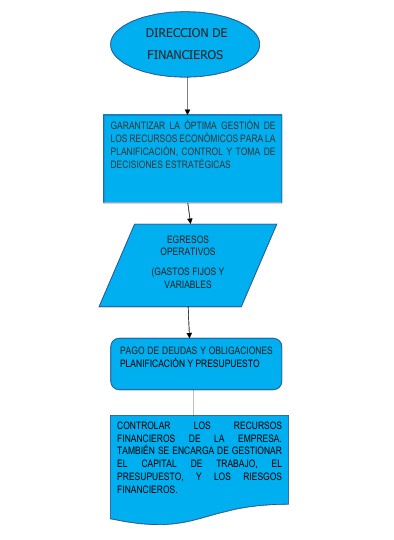 DIRECCION DE
FINANCIEROS
GARANTIZAR LA ÓPTIMA GESTIÓN DE
LOS RECURSOS ECONÓMICOS PARA LA
PLANIFICACIÓN, CONTROL Y TOMA DE
DECISIONES ESTRATÉGICAS
EGRESOS
OPERATIVOS
(GASTOS FIJOS Y
VARIABLES
PAGO DE DEUDAS Y OBLIGACIONES
PLANIFICACIÓN Y PRESUPUESTO
CONTROLAR LOS RECURSOS
FINANCIEROS DE LA EMPRESA.
TAMBIÉN SE ENCARGA DE GESTIONAR
EL CAPITAL DE TRABAJO, EL
PRESUPUESTO, Y LOS RIESGOS
FINANCIEROS.